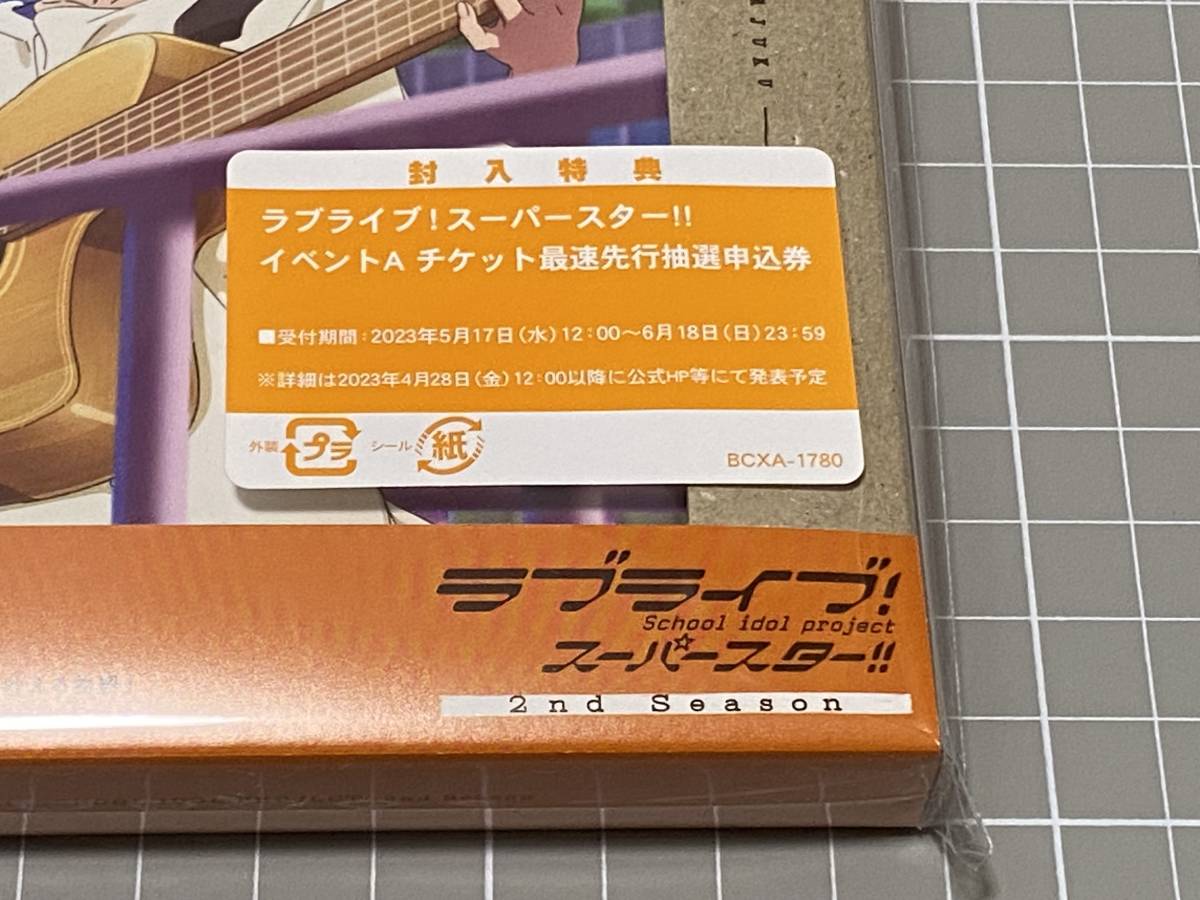 封入特典
ラブライブ!スーパースター!!
イベントA チケット最速先行抽選申込券
■受付期間:2023年5月17日(水)12:00〜6月18日(日)23:59
※詳細は2023年4月28日(金)12:00以降に公式HP等にて発表予定
外装 プラ シール 紙
BCXA-1780
ラブライブ!
School idol project
スーパースター!!
2nd Season